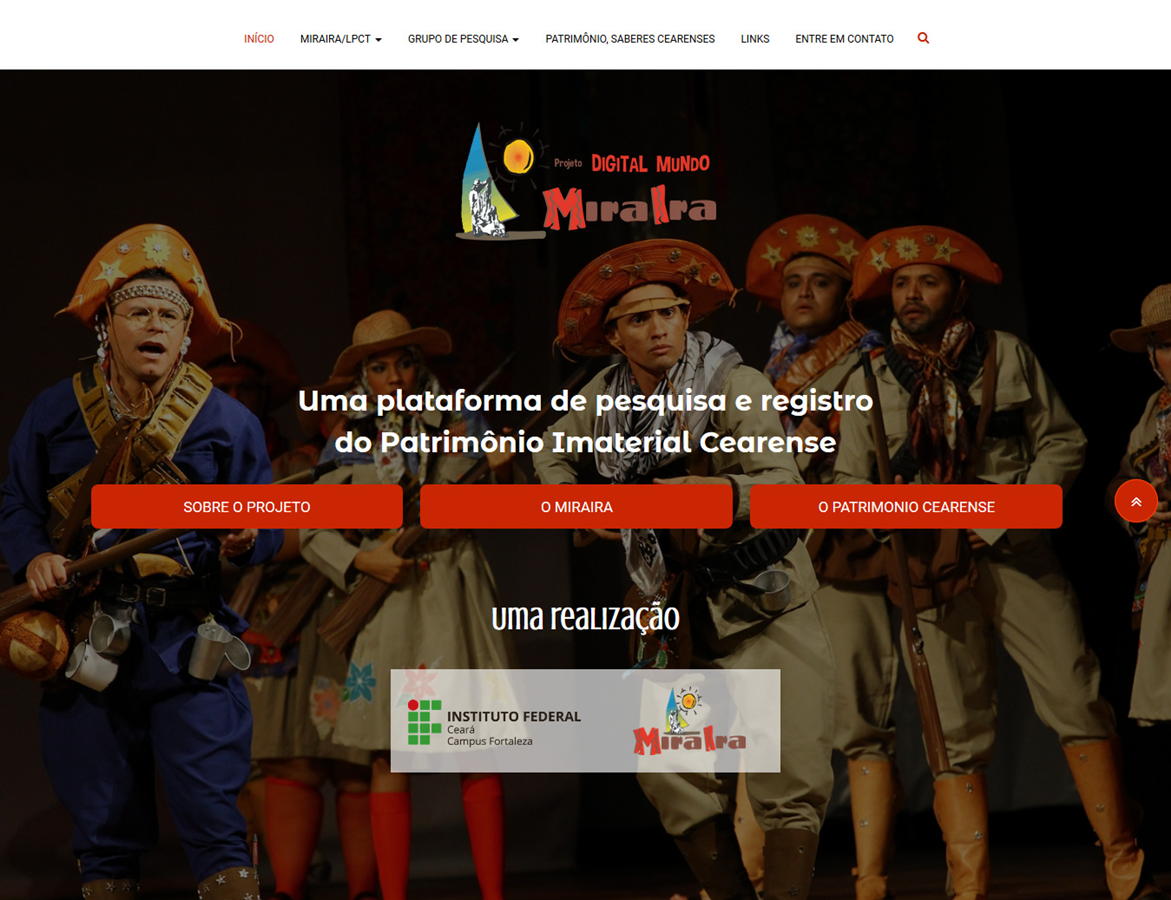 INÍCIO MIRAIRA/LPCT GRUPO DE PESQUISA PATRIMÔNIO, SABERES CEARENSES LINKS ENTRE EM CONTATO
Projeto DIGITAL MUNDO
MiraIra
Uma plataforma de pesquisa e registro
do Patrimônio Imaterial Cearense
SOBRE O PROJETO O MIRAIRA O PATRIMONIO CEARENSE
uma realização
INSTITUTO FEDERAL
Ceará
Campus Fortaleza
MiraIra